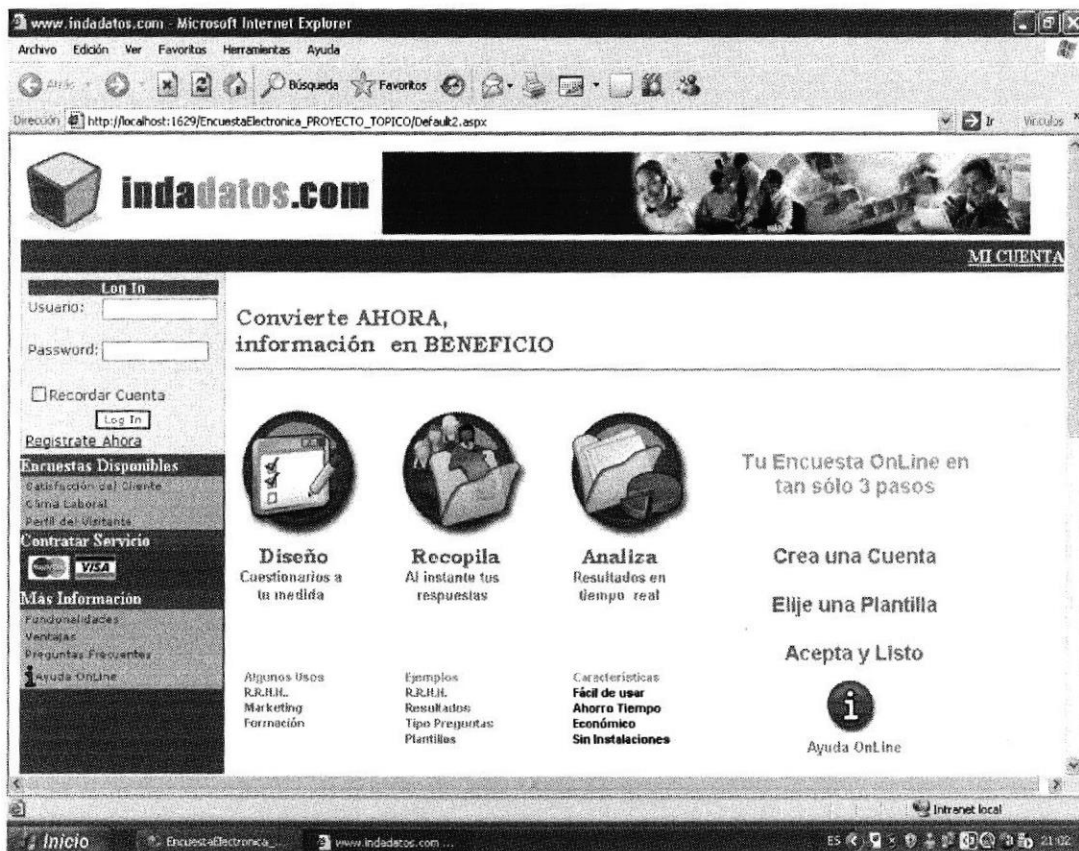 www.indadatos.com - Microsoft Internet Explorer
Archivo Edición Ver Favoritos Herramientas Ayuda
Atrás Búsqueda Favoritos
Dirección http://localhost:1629/EncuestaElectronica_PROYECTO_TOPICO/Default2.aspx Ir Vínculos
indadatos.com
MI CUENTA
Log In
Usuario:
Password:
Recordar Cuenta
Log In
Registrate Ahora
Encuestas Disponibles
Satisfacción del Cliente
Clima Laboral
Perfil del Visitante
Contratar Servicio
MasterCard VISA
Más Información
Funcionalidades
Ventajas
Preguntas Frecuentes
Ayuda OnLine
Convierte AHORA,
información en BENEFICIO
Diseño
Cuestionarios a
tu medida
Recopila
Al instante tus
respuestas
Analiza
Resultados en
tiempo real
Algunos Usos
R.R.H.H..
Marketing
Formación
Ejemplos
R.R.H.H.
Resultados
Tipo Preguntas
Plantillos
Características
Fácil de usar
Ahorro Tiempo
Económico
Sin Instalaciones
Tu Encuesta OnLine en
tan sólo 3 pasos
Crea una Cuenta
Elije una Plantilla
Acepta y Listo
Ayuda OnLine
Intranet local
Inicio EncuestaElectronica_... www.indadatos.com ... ES 21:02